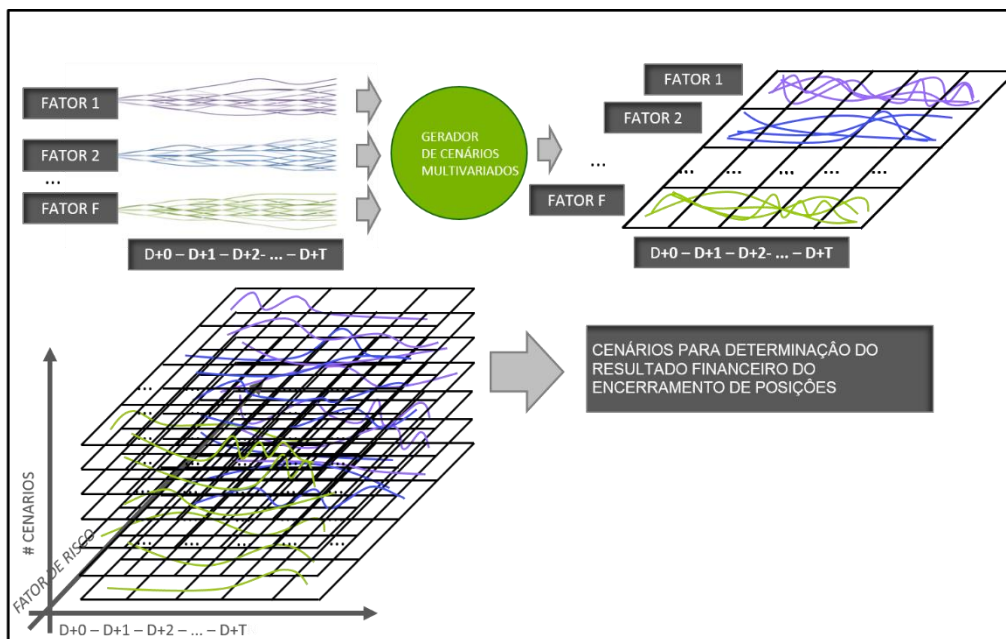 FATOR 1
FATOR 2
...
FATOR F
D+0 – D+1 – D+2- ... – D+T
GERADOR
DE CENÁRIOS
MULTIVARIADOS
FATOR 1
FATOR 2
...
FATOR F
... ... ... ... ...
D+0 – D+1 – D+2- ... – D+T
# CENARIOS
FATOR DE RISCO
D+0 – D+1 – D+2 – ... – D+T
CENÁRIOS PARA DETERMINAÇÃO DO
RESULTADO FINANCEIRO DO
ENCERRAMENTO DE POSIÇÕES